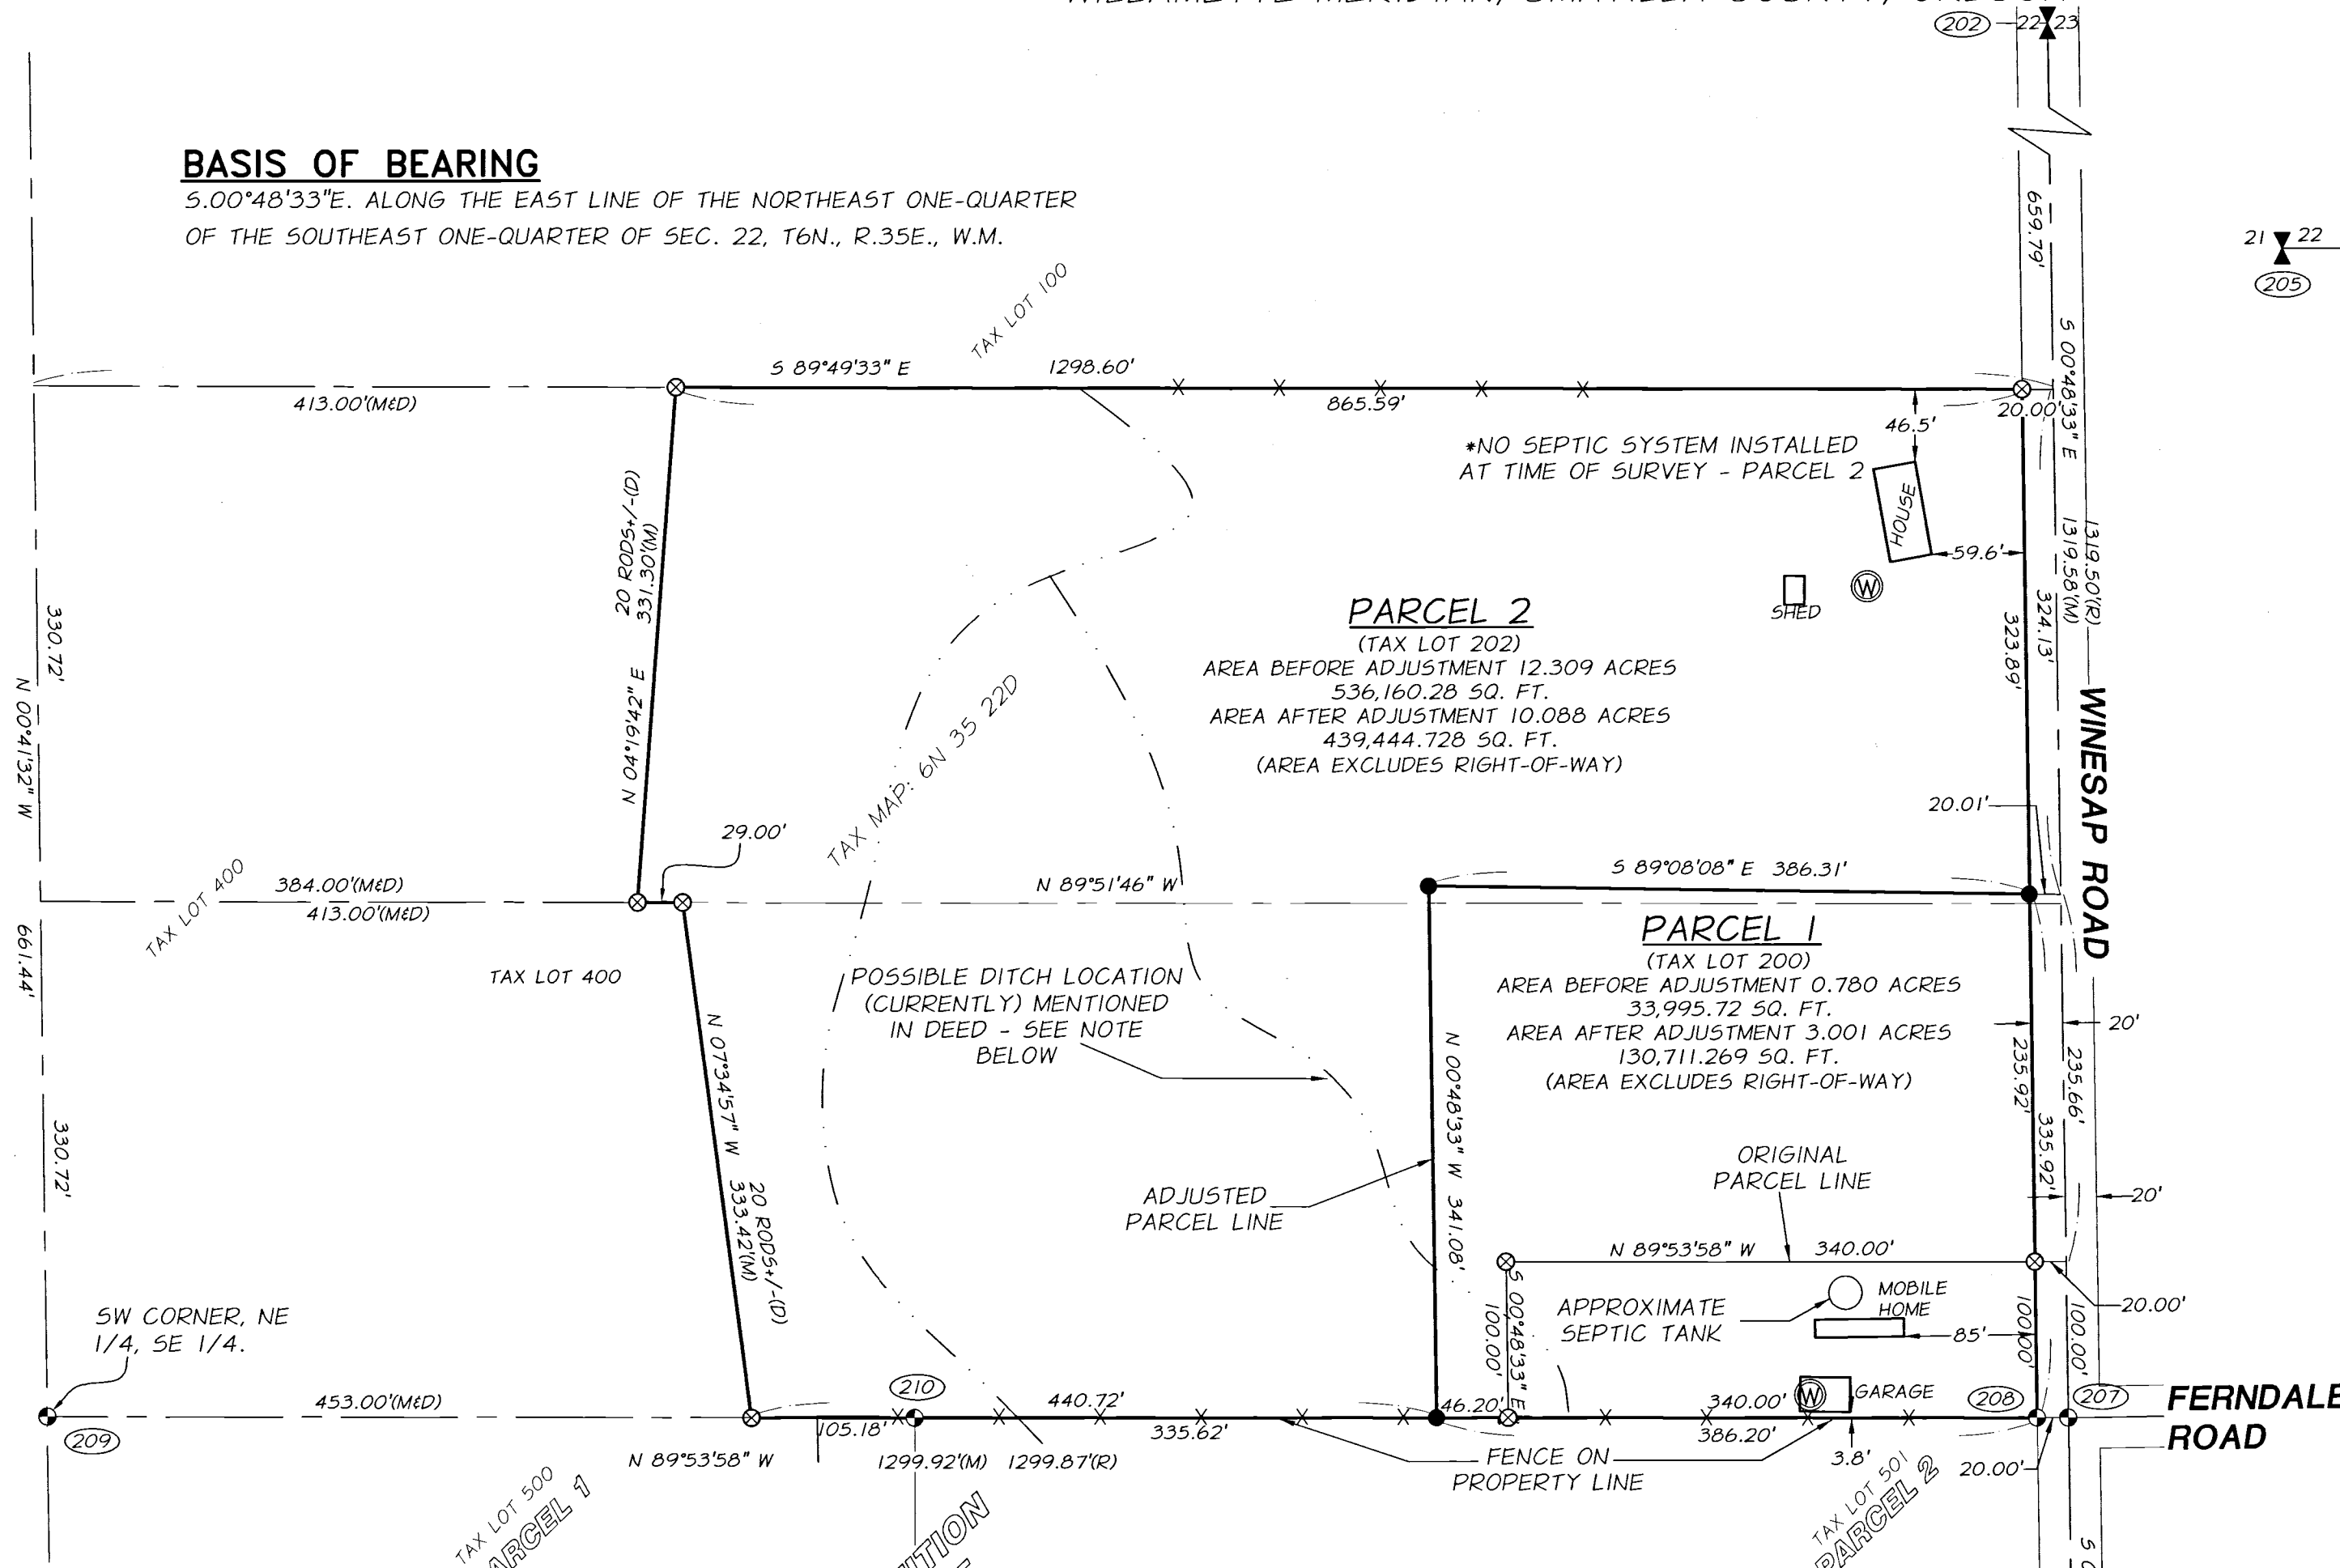 202
22 23
BASIS OF BEARING
S.00°48'33"E. ALONG THE EAST LINE OF THE NORTHEAST ONE-QUARTER
OF THE SOUTHEAST ONE-QUARTER OF SEC. 22, T6N., R.35E., W.M.
659.79'
21 22
205
TAX LOT 100
S 89°49'33" E 1298.60'
413.00'(M&D)
865.59'
20.00'
S 00°48'33" E 1319.58'(M)
1319.50'(R)
46.5'
*NO SEPTIC SYSTEM INSTALLED
AT TIME OF SURVEY - PARCEL 2
HOUSE
59.6'
W
SHED
20 RODS+/-(D)
N 04°19'42" E 331.30'(M)
PARCEL 2
(TAX LOT 202)
AREA BEFORE ADJUSTMENT 12.309 ACRES
536,160.28 SQ. FT.
AREA AFTER ADJUSTMENT 10.088 ACRES
439,444.728 SQ. FT.
(AREA EXCLUDES RIGHT-OF-WAY)
323.89'
324.13'
330.72'
N 00°41'32" W
661.44'
330.72'
TAX MAP: 6N 35 22D
WINESAP ROAD
20.01'
29.00'
384.00'(M&D)
413.00'(M&D)
TAX LOT 400
N 89°51'46" W
S 89°08'08" E 386.31'
TAX LOT 400
PARCEL 1
(TAX LOT 200)
AREA BEFORE ADJUSTMENT 0.780 ACRES
33,995.72 SQ. FT.
AREA AFTER ADJUSTMENT 3.001 ACRES
130,711.269 SQ. FT.
(AREA EXCLUDES RIGHT-OF-WAY)
POSSIBLE DITCH LOCATION
(CURRENTLY) MENTIONED
IN DEED - SEE NOTE
BELOW
20'
235.92'
235.66'
335.92'
20'
N 07°34'57" W 333.42'(M)
20 RODS+/-(D)
N 00°48'33" W 341.08'
ADJUSTED
PARCEL LINE
ORIGINAL
PARCEL LINE
N 89°53'58" W 340.00'
S 00°48'33" E
100.00'
APPROXIMATE
SEPTIC TANK
MOBILE
HOME
85'
100.00'
100.00'
20.00'
SW CORNER, NE
1/4, SE 1/4.
209
453.00'(M&D)
210
440.72'
46.20'
340.00'
W
GARAGE
208
207
FERNDALE
ROAD
105.18'
335.62'
386.20'
3.8'
20.00'
N 89°53'58" W 1299.92'(M) 1299.87'(R)
FENCE ON
PROPERTY LINE
TAX LOT 500
PARCEL 1
TAX LOT 501
PARCEL 2